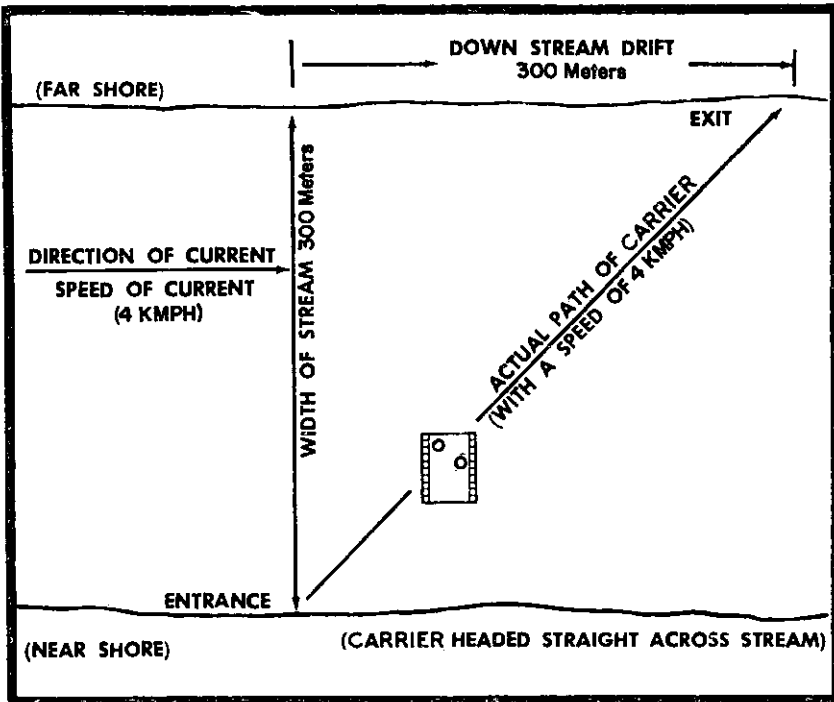 DOWN STREAM DRIFT
300 Meters
(FAR SHORE)
EXIT
DIRECTION OF CURRENT
SPEED OF CURRENT
(4 KMPH)
WIDTH OF STREAM 300 Meters
ACTUAL PATH OF CARRIER
(WITH A SPEED OF 4 KMPH)
ENTRANCE
(NEAR SHORE)
(CARRIER HEADED STRAIGHT ACROSS STREAM)